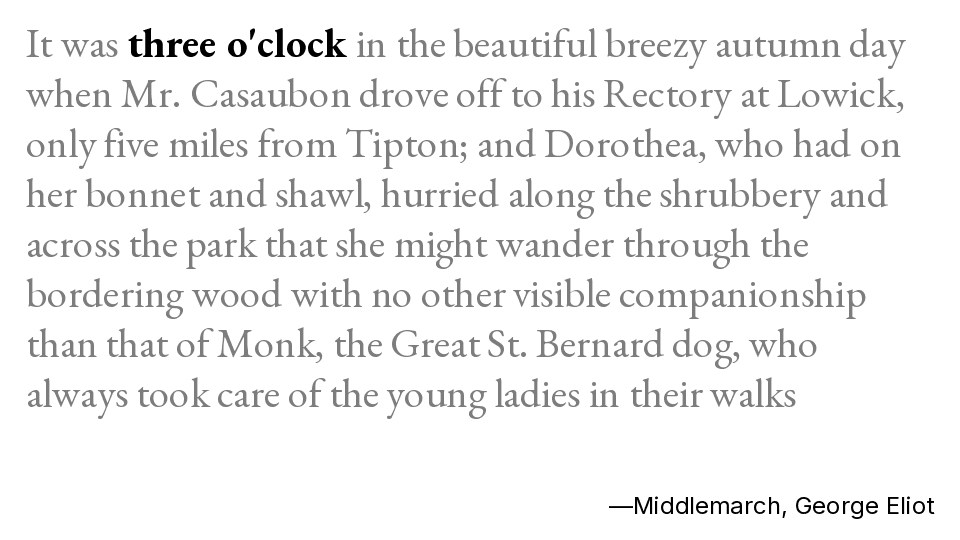 It was three o'clock in the beautiful breezy autumn day
when Mr. Casaubon drove off to his Rectory at Lowick,
only five miles from Tipton; and Dorothea, who had on
her bonnet and shawl, hurried along the shrubbery and
across the park that she might wander through the
bordering wood with no other visible companionship
than that of Monk, the Great St. Bernard dog, who
always took care of the young ladies in their walks
—Middlemarch, George Eliot